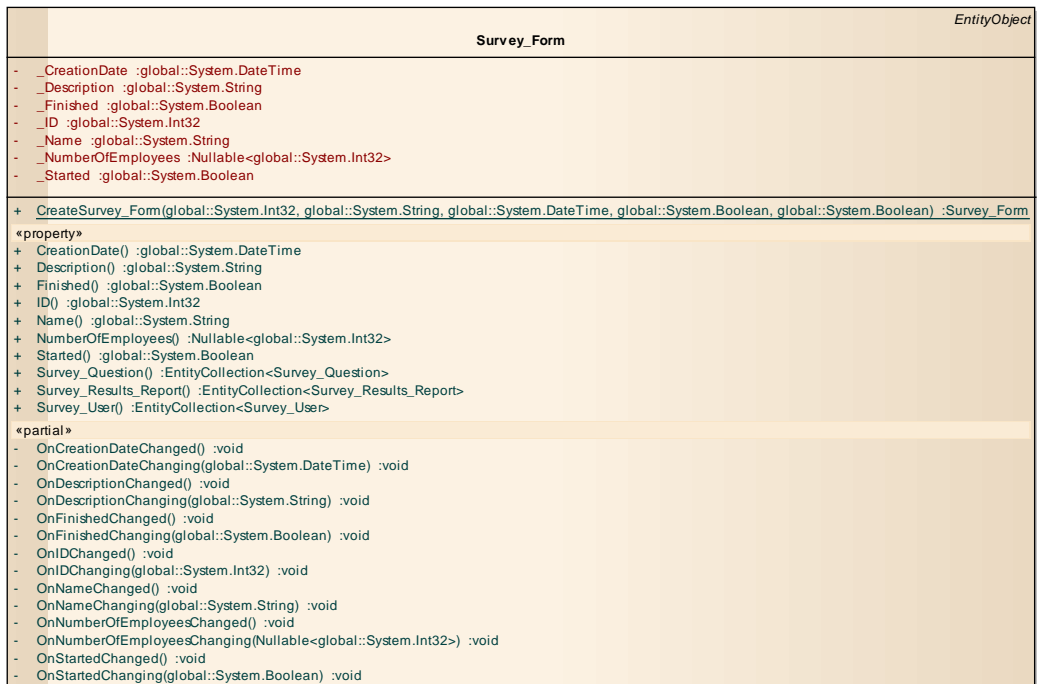 EntityObject
Survey_Form
- _CreationDate :global::System.DateTime
- _Description :global::System.String
- _Finished :global::System.Boolean
- _ID :global::System.Int32
- _Name :global::System.String
- _NumberOfEmployees :Nullable<global::System.Int32>
- _Started :global::System.Boolean
+ CreateSurvey_Form(global::System.Int32, global::System.String, global::System.DateTime, global::System.Boolean, global::System.Boolean) :Survey_Form
«property»
+ CreationDate() :global::System.DateTime
+ Description() :global::System.String
+ Finished() :global::System.Boolean
+ ID() :global::System.Int32
+ Name() :global::System.String
+ NumberOfEmployees() :Nullable<global::System.Int32>
+ Started() :global::System.Boolean
+ Survey_Question() :EntityCollection<Survey_Question>
+ Survey_Results_Report() :EntityCollection<Survey_Results_Report>
+ Survey_User() :EntityCollection<Survey_User>
«partial»
- OnCreationDateChanged() :void
- OnCreationDateChanging(global::System.DateTime) :void
- OnDescriptionChanged() :void
- OnDescriptionChanging(global::System.String) :void
- OnFinishedChanged() :void
- OnFinishedChanging(global::System.Boolean) :void
- OnIDChanged() :void
- OnIDChanging(global::System.Int32) :void
- OnNameChanged() :void
- OnNameChanging(global::System.String) :void
- OnNumberOfEmployeesChanged() :void
- OnNumberOfEmployeesChanging(Nullable<global::System.Int32>) :void
- OnStartedChanged() :void
- OnStartedChanging(global::System.Boolean) :void